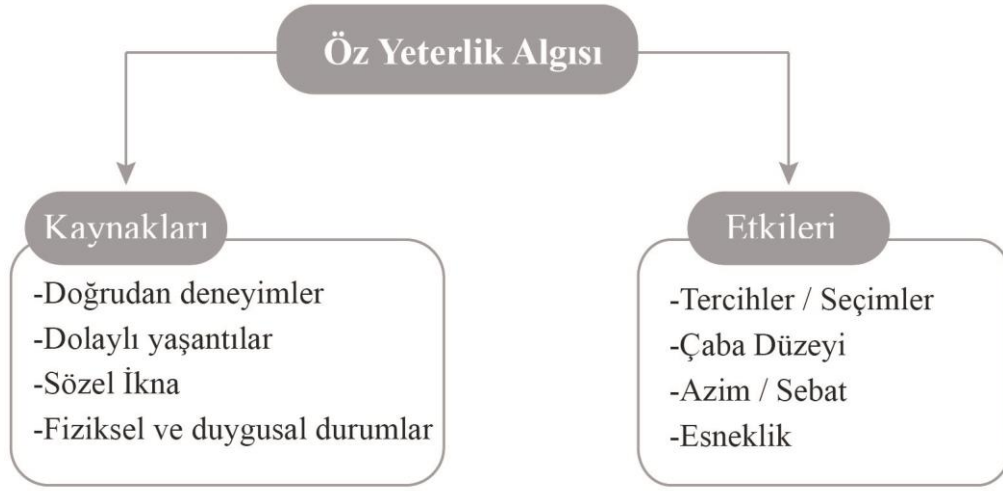 Öz Yeterlik Algısı
Kaynakları
-Doğrudan deneyimler
-Dolaylı yaşantılar
-Sözel İkna
-Fiziksel ve duygusal durumlar
Etkileri
-Tercihler / Seçimler
-Çaba Düzeyi
-Azim / Sebat
-Esneklik